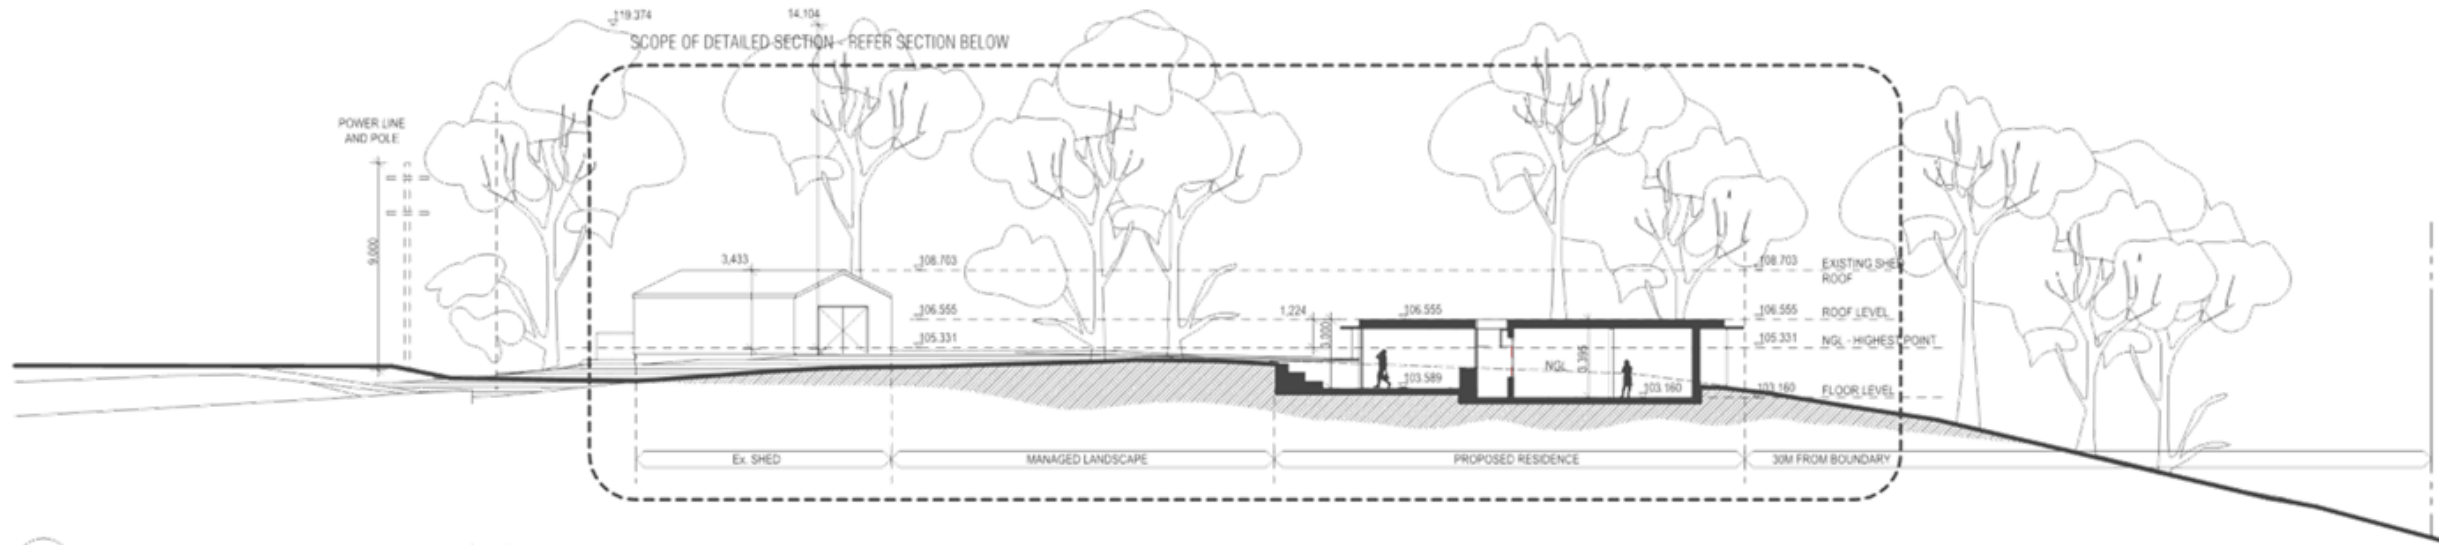 119.374
14,104
SCOPE OF DETAILED SECTION - REFER SECTION BELOW
POWER LINE
AND POLE
9,000
3,433
108.703
108.703
EXISTING SHED
ROOF
106.555
1,224
106.555
106.555
ROOF LEVEL
105.331
3,000
105.331
NGL - HIGHEST POINT
NGL
3,395
103.589
103.160
103.160
FLOOR LEVEL
Ex. SHED
MANAGED LANDSCAPE
PROPOSED RESIDENCE
30M FROM BOUNDARY